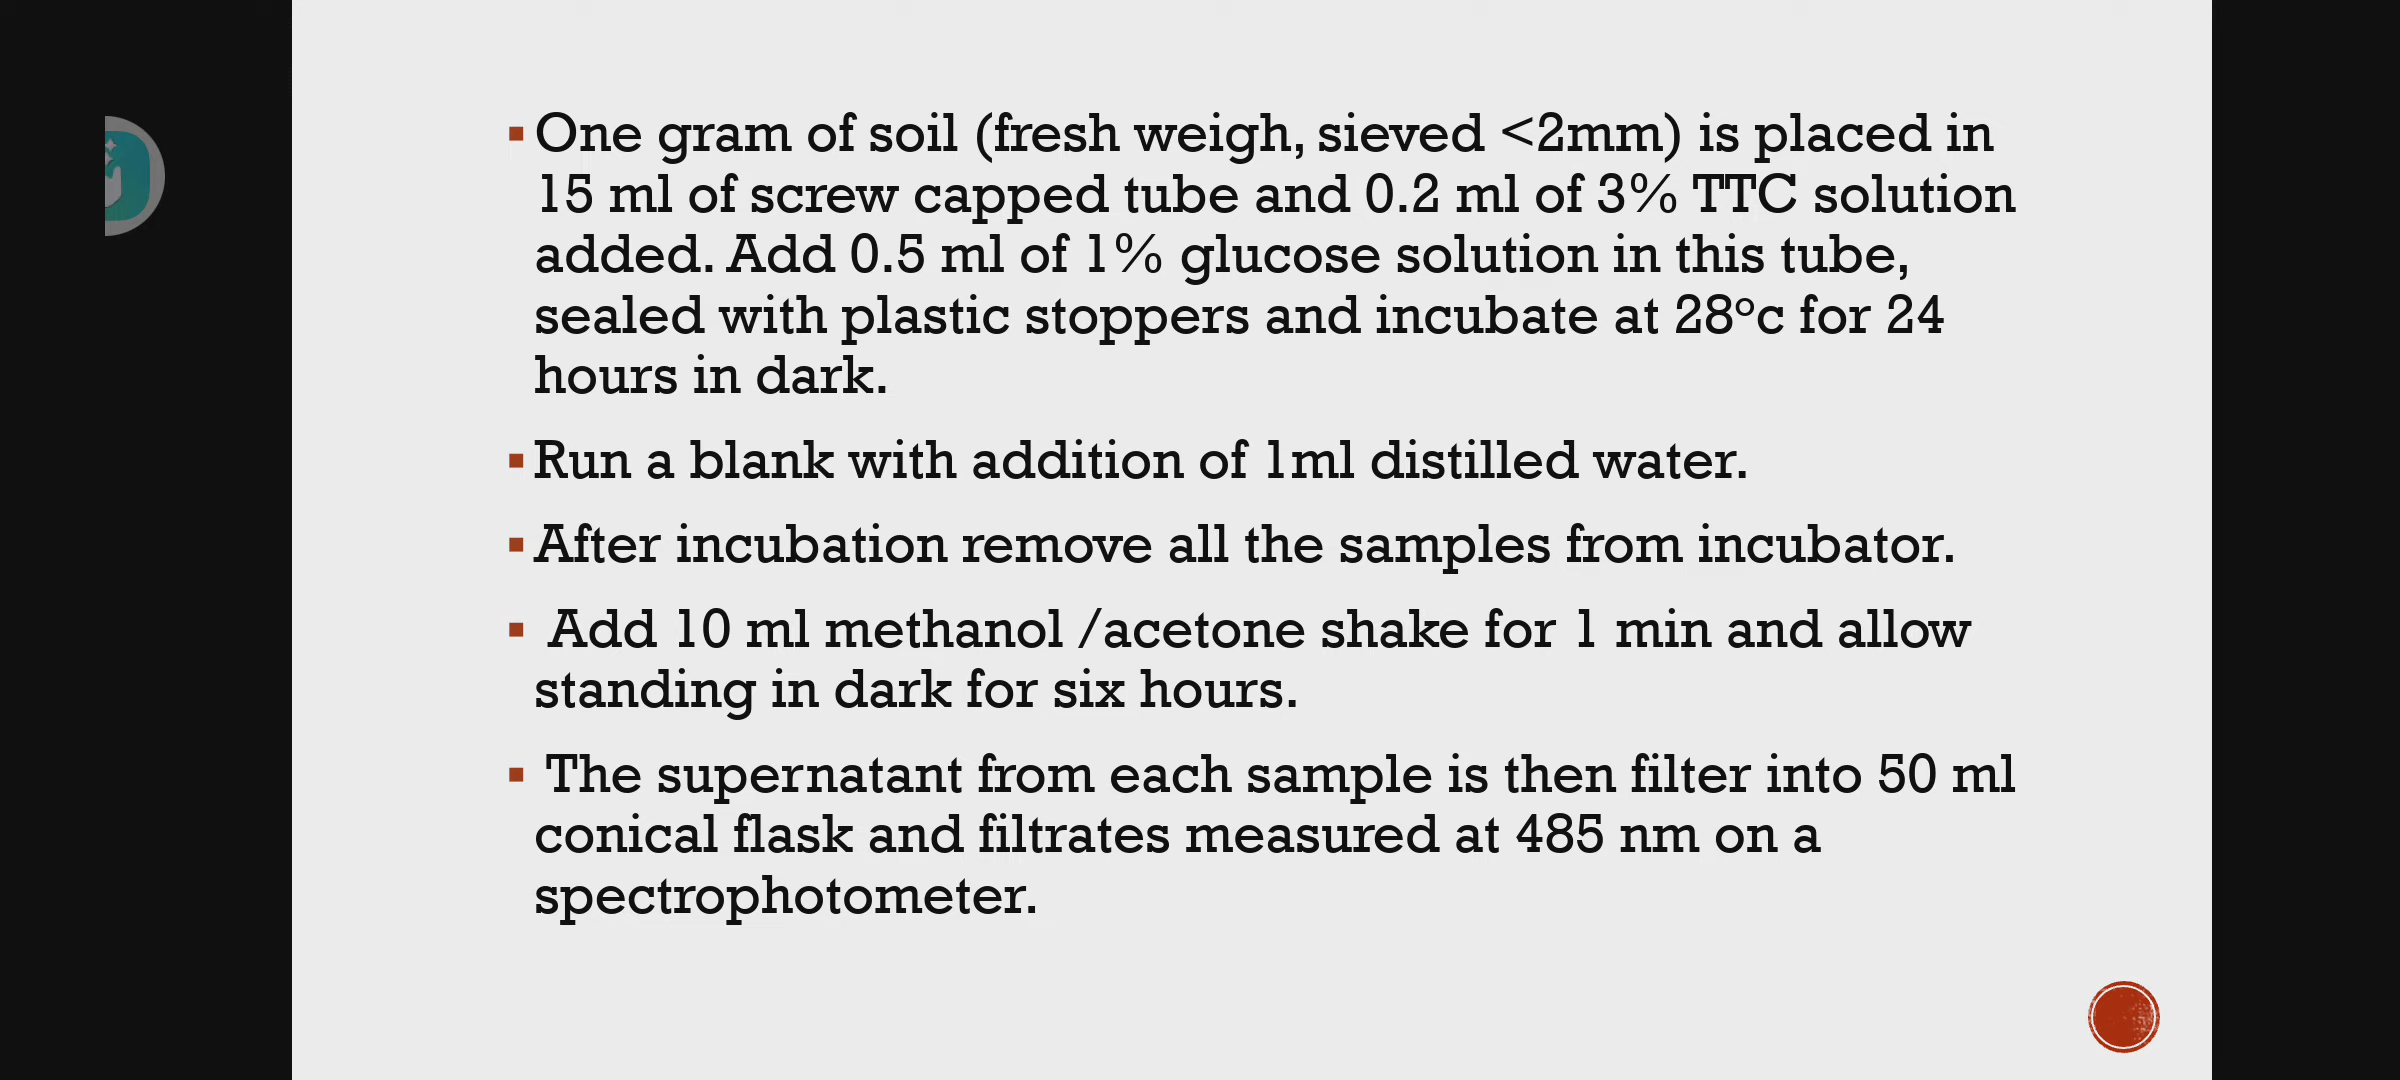 ▪One gram of soil (fresh weigh, sieved <2mm) is placed in
15 ml of screw capped tube and 0.2 ml of 3% TTC solution
added. Add 0.5 ml of 1% glucose solution in this tube,
sealed with plastic stoppers and incubate at 28°c for 24
hours in dark.
▪Run a blank with addition of 1ml distilled water.
▪After incubation remove all the samples from incubator.
▪ Add 10 ml methanol /acetone shake for 1 min and allow
standing in dark for six hours.
▪ The supernatant from each sample is then filter into 50 ml
conical flask and filtrates measured at 485 nm on a
spectrophotometer.